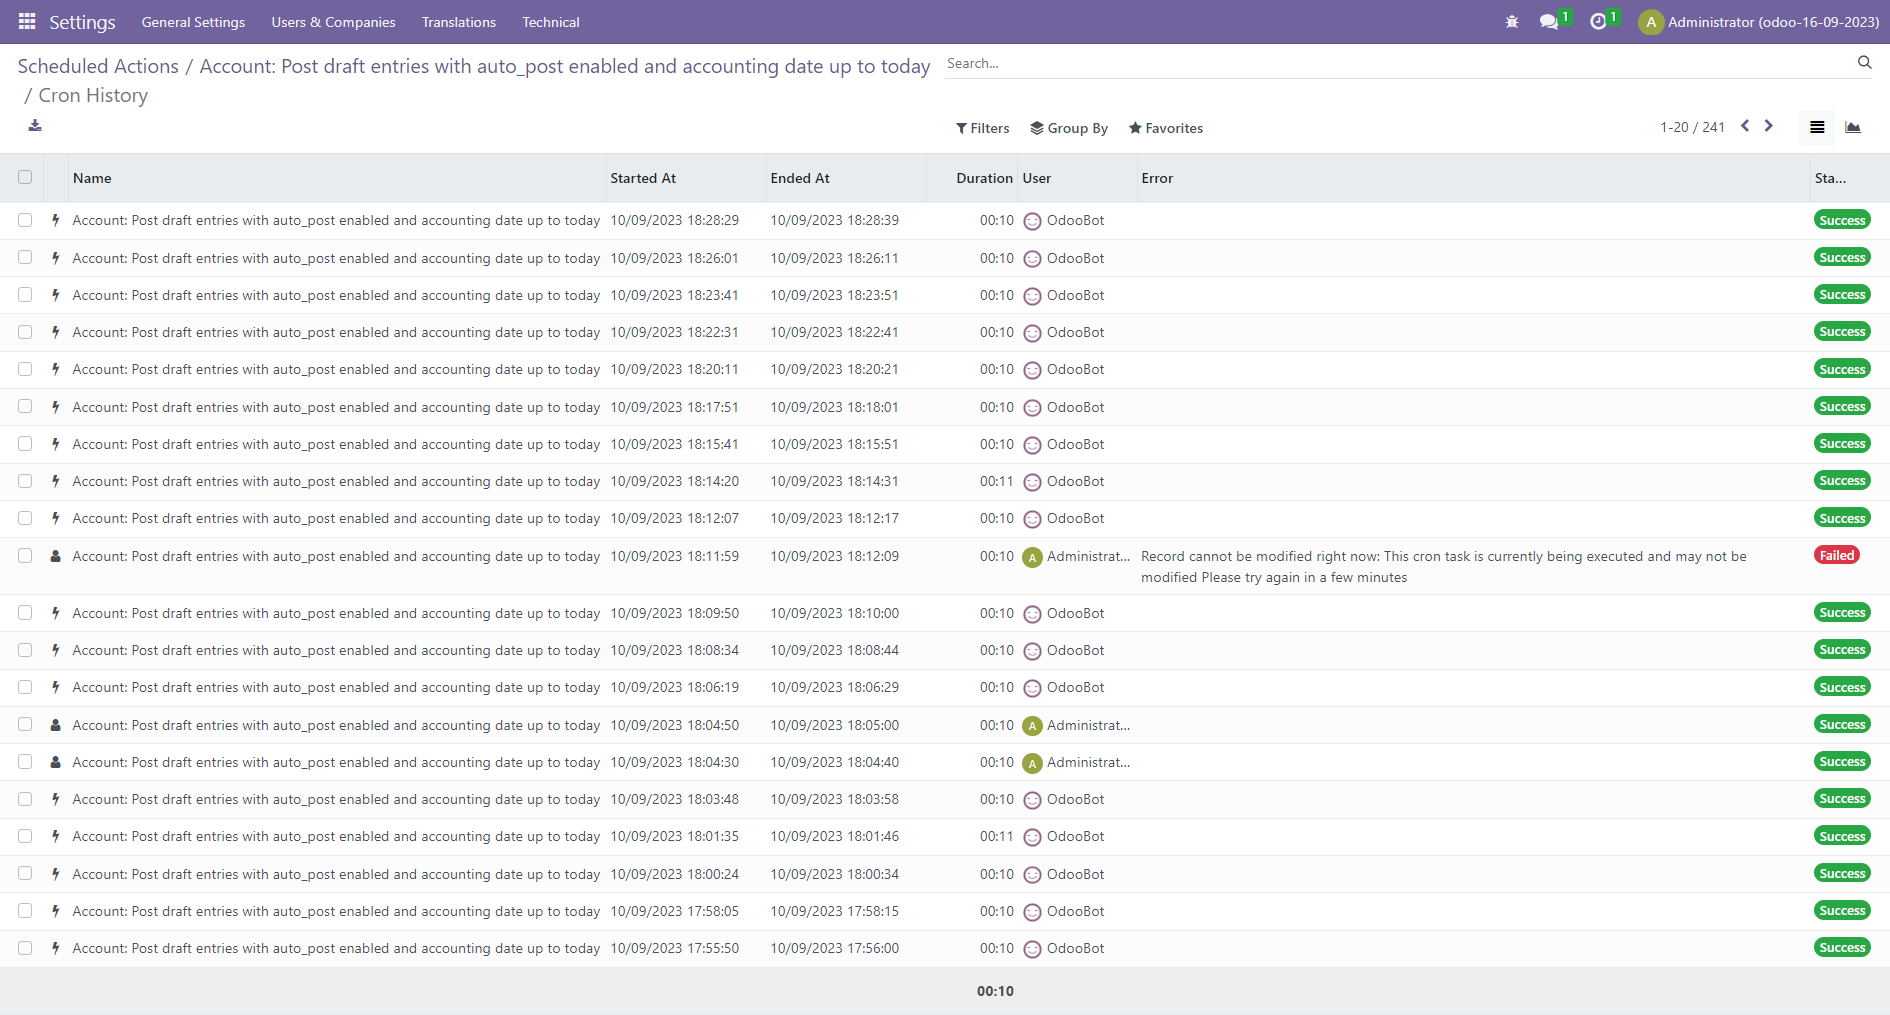 Settings General Settings Users & Companies Translations Technical 1 1 A Administrator (odoo-16-09-2023)
Scheduled Actions / Account: Post draft entries with auto_post enabled and accounting date up to today
/ Cron History
Search...
Filters Group By Favorites 1-20 / 241
Name Started At Ended At Duration User Error Sta...
Account: Post draft entries with auto_post enabled and accounting date up to today 10/09/2023 18:28:29 10/09/2023 18:28:39 00:10 OdooBot Success
Account: Post draft entries with auto_post enabled and accounting date up to today 10/09/2023 18:26:01 10/09/2023 18:26:11 00:10 OdooBot Success
Account: Post draft entries with auto_post enabled and accounting date up to today 10/09/2023 18:23:41 10/09/2023 18:23:51 00:10 OdooBot Success
Account: Post draft entries with auto_post enabled and accounting date up to today 10/09/2023 18:22:31 10/09/2023 18:22:41 00:10 OdooBot Success
Account: Post draft entries with auto_post enabled and accounting date up to today 10/09/2023 18:20:11 10/09/2023 18:20:21 00:10 OdooBot Success
Account: Post draft entries with auto_post enabled and accounting date up to today 10/09/2023 18:17:51 10/09/2023 18:18:01 00:10 OdooBot Success
Account: Post draft entries with auto_post enabled and accounting date up to today 10/09/2023 18:15:41 10/09/2023 18:15:51 00:10 OdooBot Success
Account: Post draft entries with auto_post enabled and accounting date up to today 10/09/2023 18:14:20 10/09/2023 18:14:31 00:11 OdooBot Success
Account: Post draft entries with auto_post enabled and accounting date up to today 10/09/2023 18:12:07 10/09/2023 18:12:17 00:10 OdooBot Success
Account: Post draft entries with auto_post enabled and accounting date up to today 10/09/2023 18:11:59 10/09/2023 18:12:09 00:10 A Administrat... Record cannot be modified right now: This cron task is currently being executed and may not be Failed
modified Please try again in a few minutes
Account: Post draft entries with auto_post enabled and accounting date up to today 10/09/2023 18:09:50 10/09/2023 18:10:00 00:10 OdooBot Success
Account: Post draft entries with auto_post enabled and accounting date up to today 10/09/2023 18:08:34 10/09/2023 18:08:44 00:10 OdooBot Success
Account: Post draft entries with auto_post enabled and accounting date up to today 10/09/2023 18:06:19 10/09/2023 18:06:29 00:10 OdooBot Success
Account: Post draft entries with auto_post enabled and accounting date up to today 10/09/2023 18:04:50 10/09/2023 18:05:00 00:10 A Administrat... Success
Account: Post draft entries with auto_post enabled and accounting date up to today 10/09/2023 18:04:30 10/09/2023 18:04:40 00:10 A Administrat... Success
Account: Post draft entries with auto_post enabled and accounting date up to today 10/09/2023 18:03:48 10/09/2023 18:03:58 00:10 OdooBot Success
Account: Post draft entries with auto_post enabled and accounting date up to today 10/09/2023 18:01:35 10/09/2023 18:01:46 00:11 OdooBot Success
Account: Post draft entries with auto_post enabled and accounting date up to today 10/09/2023 18:00:24 10/09/2023 18:00:34 00:10 OdooBot Success
Account: Post draft entries with auto_post enabled and accounting date up to today 10/09/2023 17:58:05 10/09/2023 17:58:15 00:10 OdooBot Success
Account: Post draft entries with auto_post enabled and accounting date up to today 10/09/2023 17:55:50 10/09/2023 17:56:00 00:10 OdooBot Success
00:10